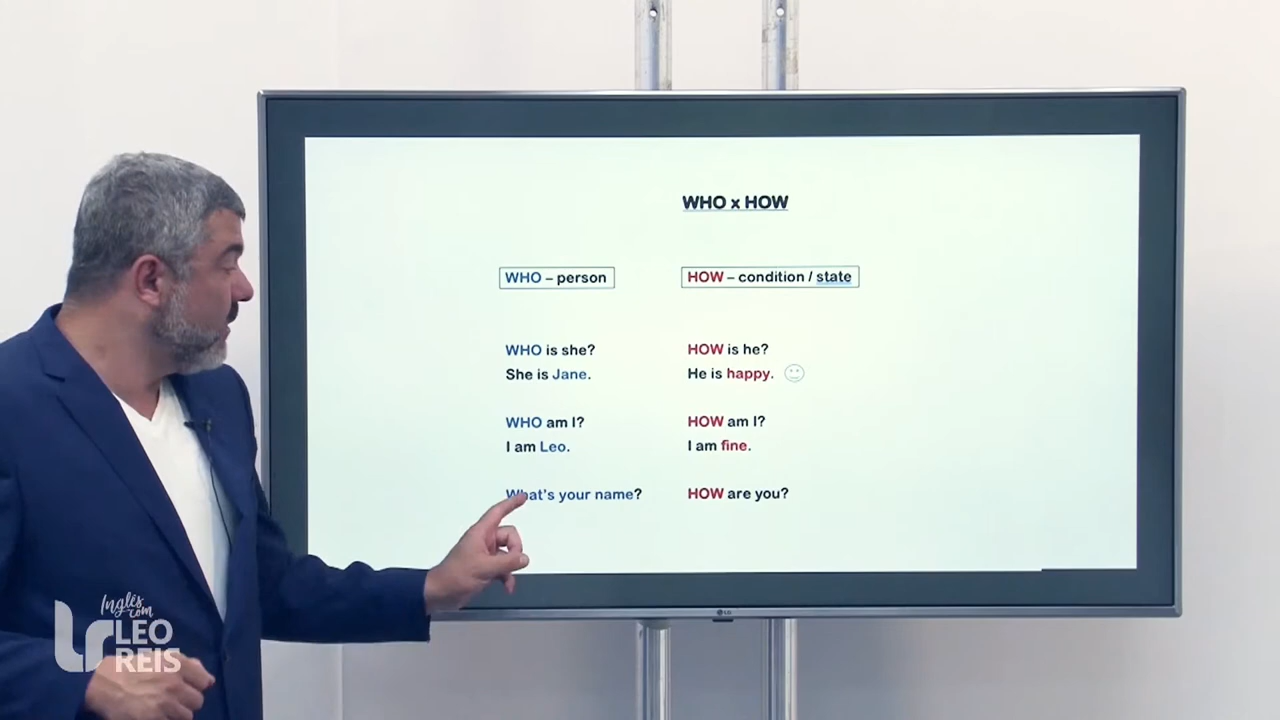 WHO x HOW
WHO – person
HOW – condition / state
WHO is she?
She is Jane.
HOW is he?
He is happy.
WHO am I?
I am Leo.
HOW am I?
I am fine.
What's your name?
HOW are you?
LG
Inglês
com
LEO
REIS